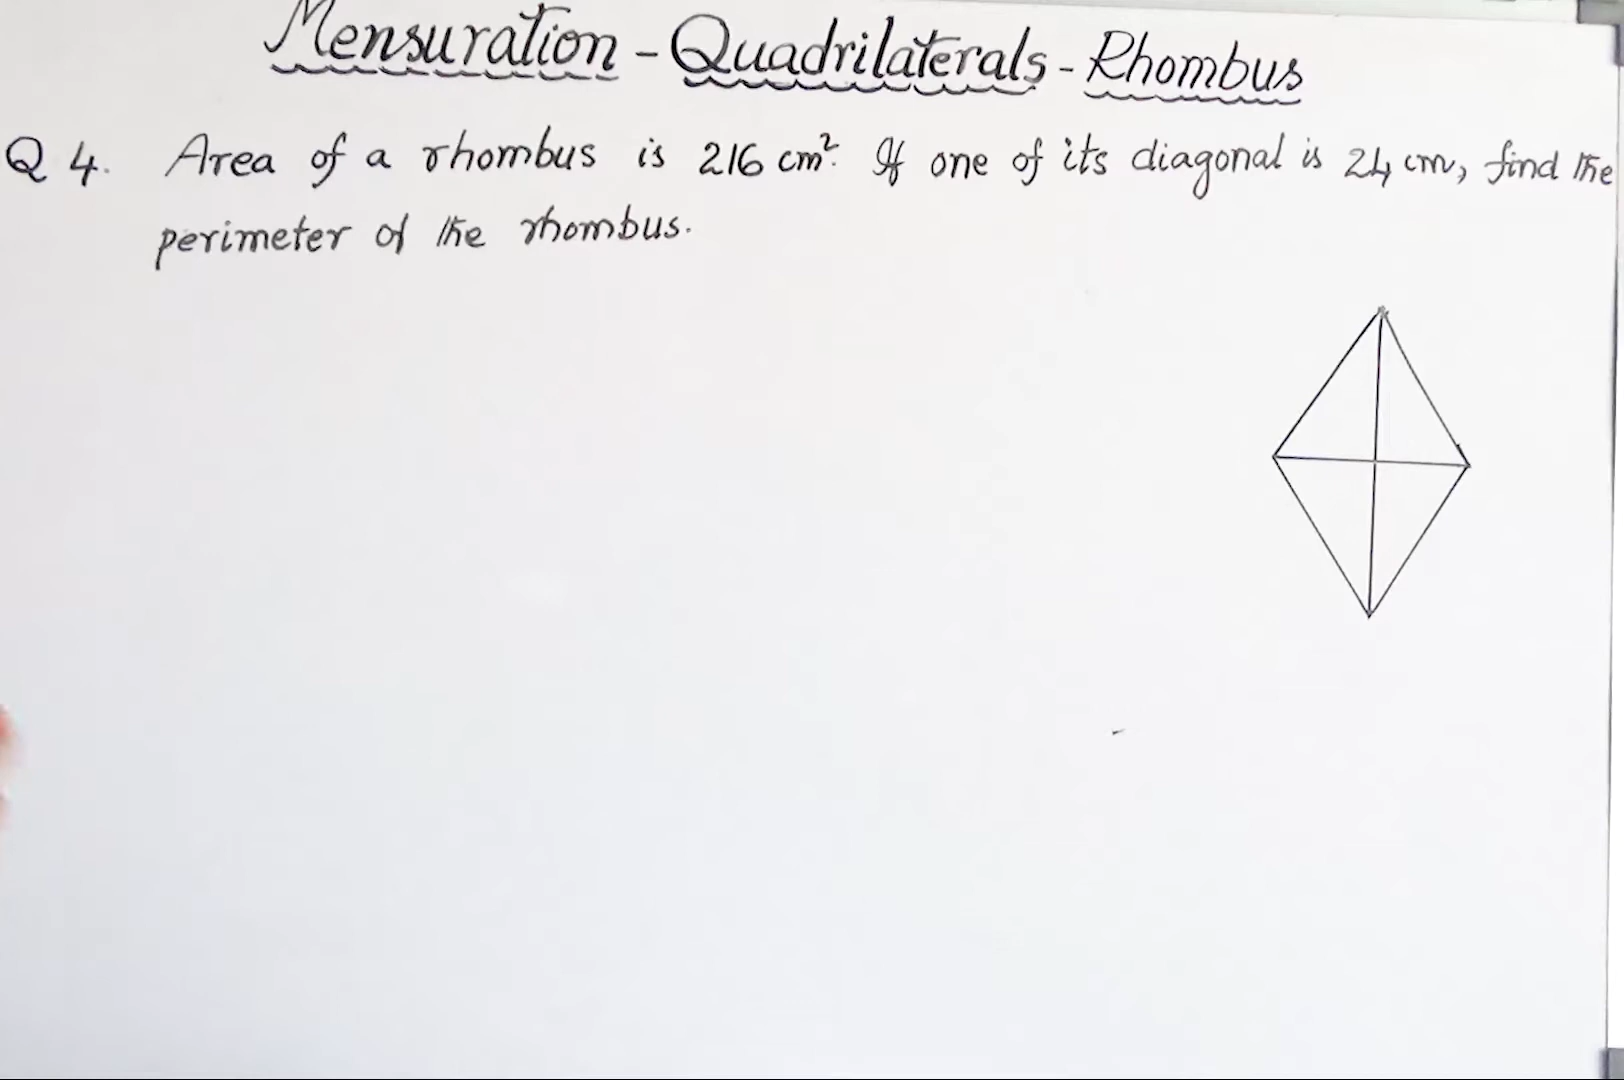 Mensuration - Quadrilaterals - Rhombus
Q 4. Area of a rhombus is 216 cm². If one of its diagonal is 24 cm, find the
perimeter of the rhombus.